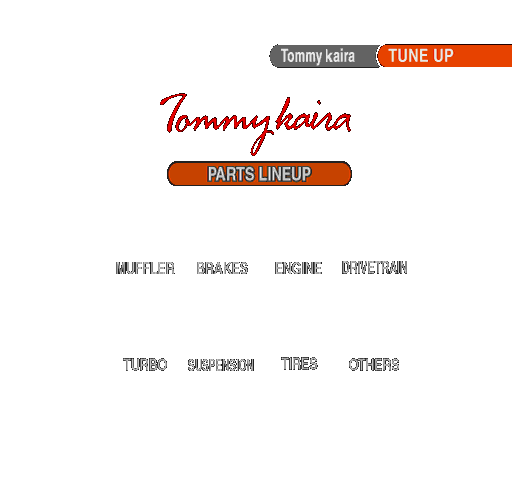 Tommy kaira TUNE UP
Tommykaira
PARTS LINEUP
MUFFLER BRAKES ENGINE DRIVETRAIN
TURBO SUSPENSION TIRES OTHERS